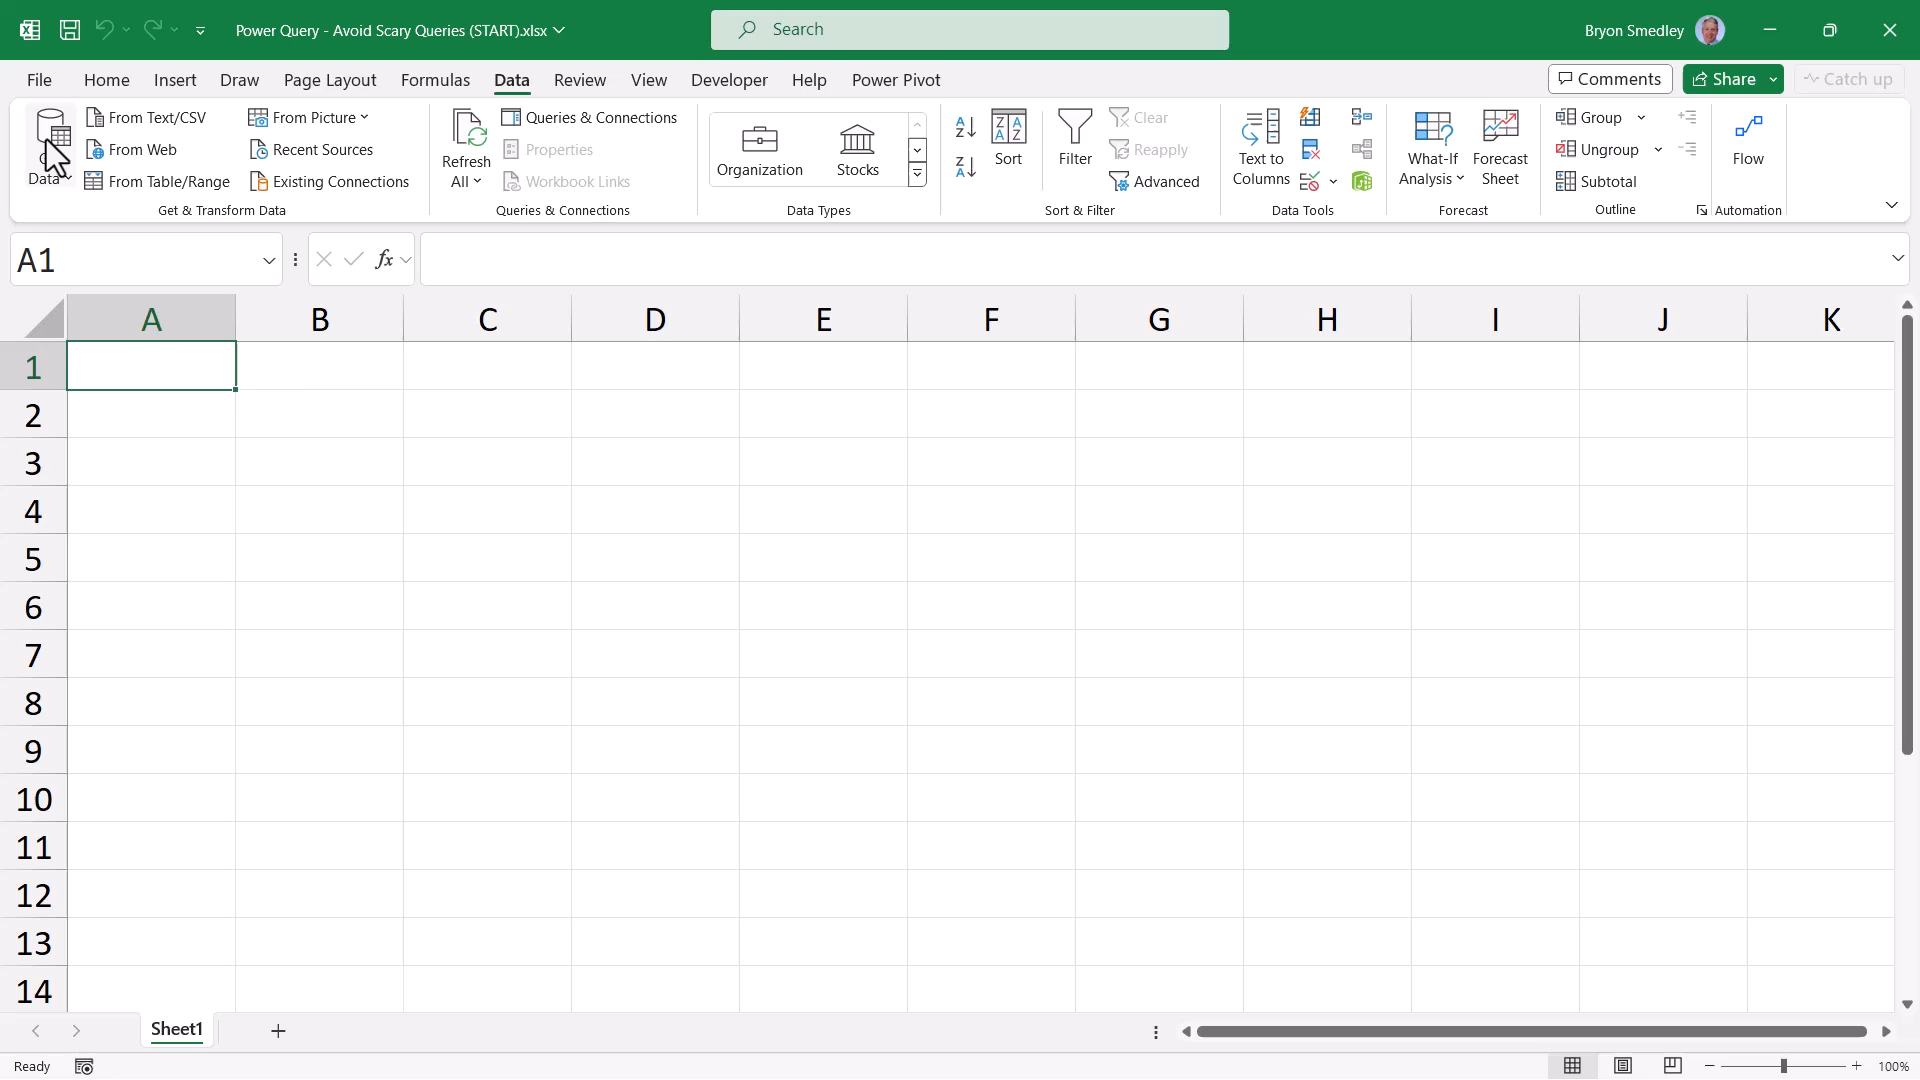 Power Query - Avoid Scary Queries (START).xlsx
Search
Bryon Smedley
File Home Insert Draw Page Layout Formulas Data Review View Developer Help Power Pivot
Comments Share Catch up
Data
From Text/CSV
From Web
From Table/Range
From Picture
Recent Sources
Existing Connections
Get & Transform Data
Refresh
All
Queries & Connections
Properties
Workbook Links
Queries & Connections
Organization Stocks
Data Types
Sort
Filter
Clear
Reapply
Advanced
Sort & Filter
Text to
Columns
Data Tools
What-If
Analysis
Forecast
Sheet
Forecast
Group
Ungroup
Subtotal
Outline
Flow
Automation
A1
fx
A B C D E F G H I J K
1
2
3
4
5
6
7
8
9
10
11
12
13
14
Sheet1
Ready
100%